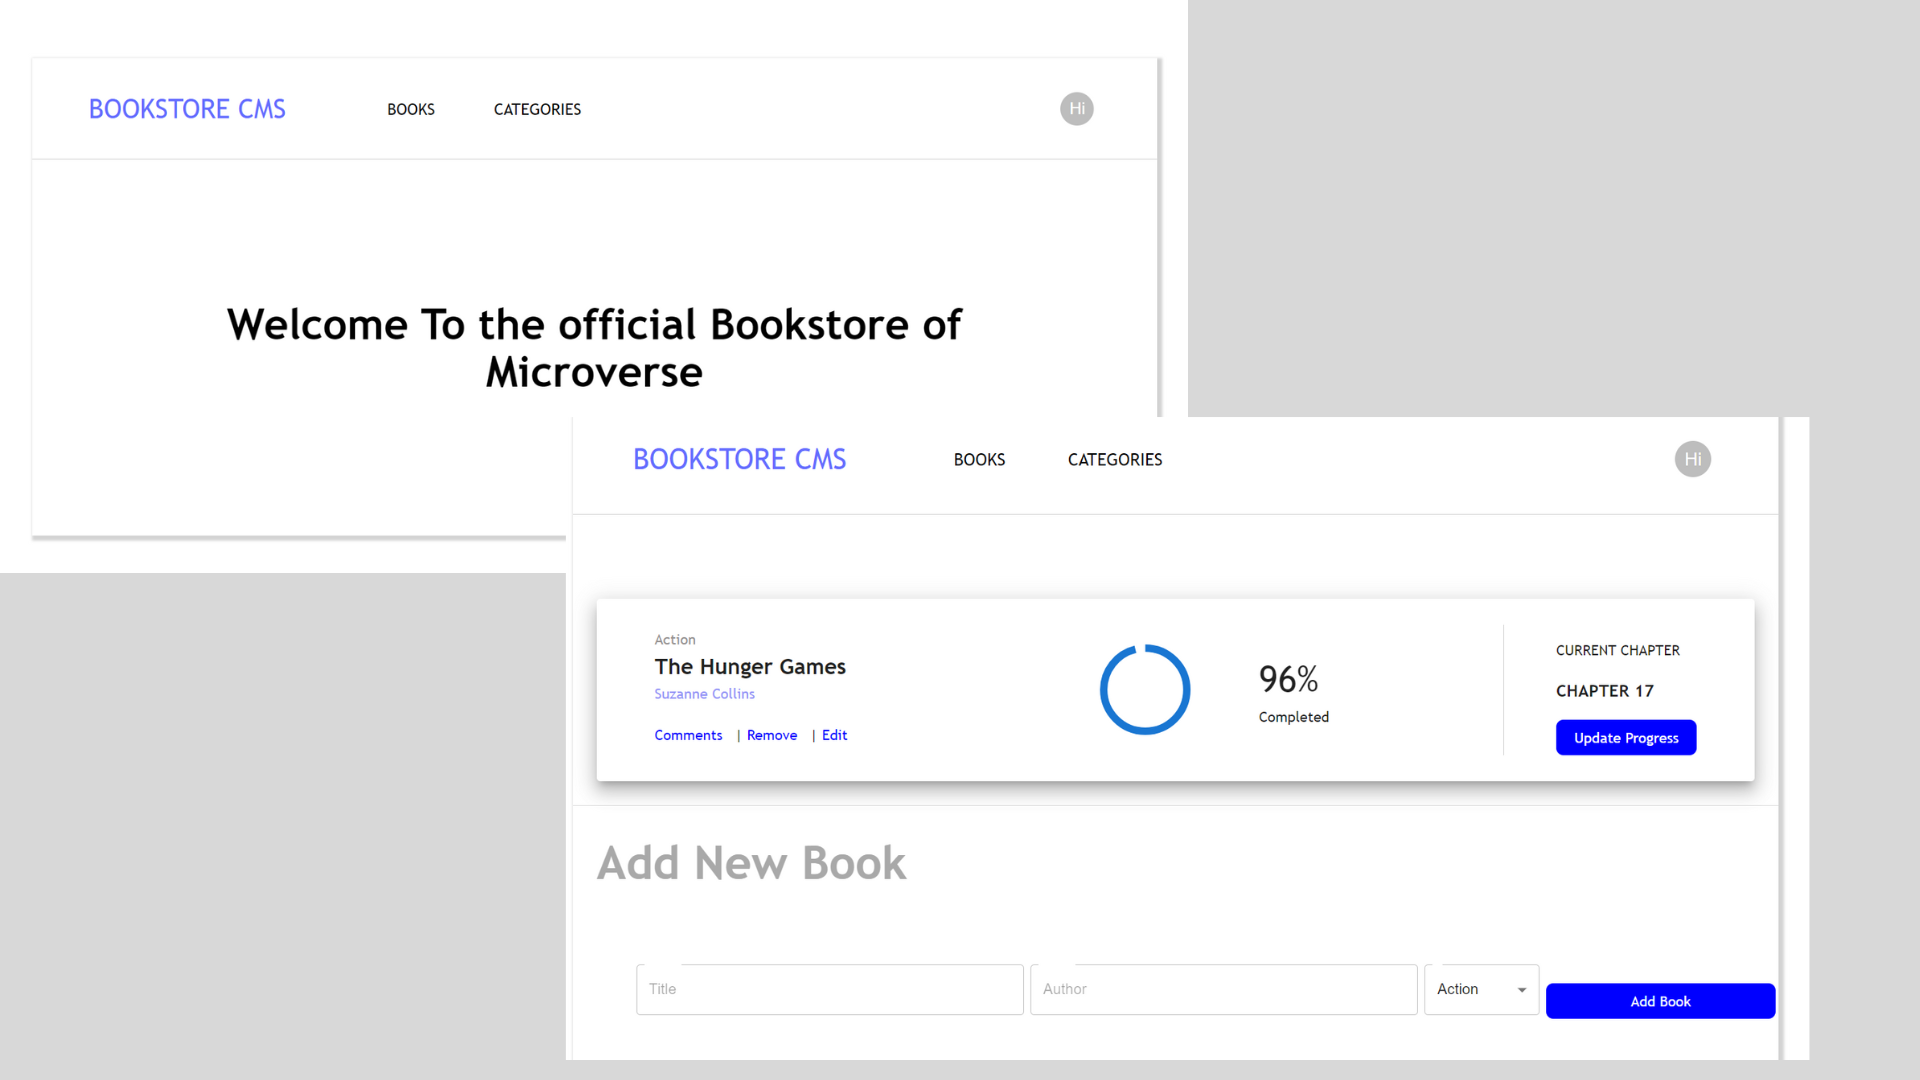 BOOKSTORE CMS BOOKS CATEGORIES Hi
Welcome To the official Bookstore of
Microverse
BOOKSTORE CMS BOOKS CATEGORIES Hi
Action
The Hunger Games
Suzanne Collins
Comments | Remove | Edit
96%
Completed
CURRENT CHAPTER
CHAPTER 17
Update Progress
Add New Book
Title Author Action Add Book